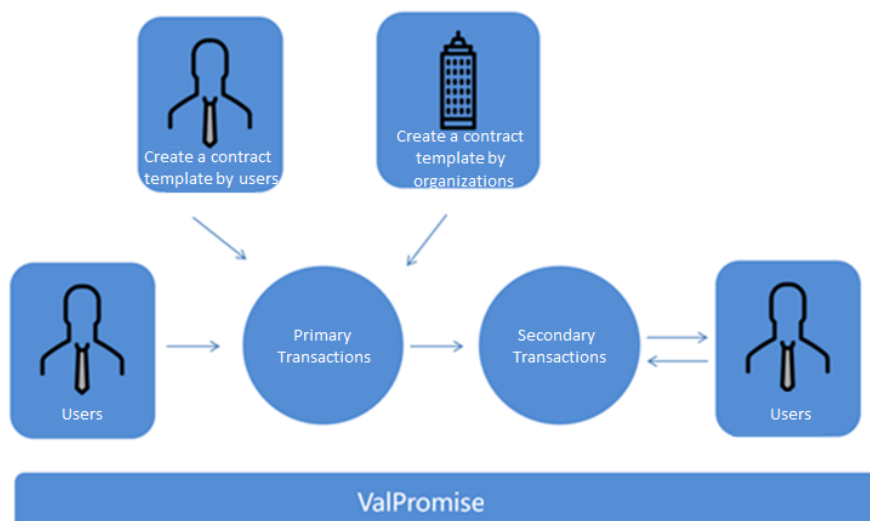 Create a contract
template by users
Create a contract
template by
organizations
Users
Primary
Transactions
Secondary
Transactions
Users
ValPromise